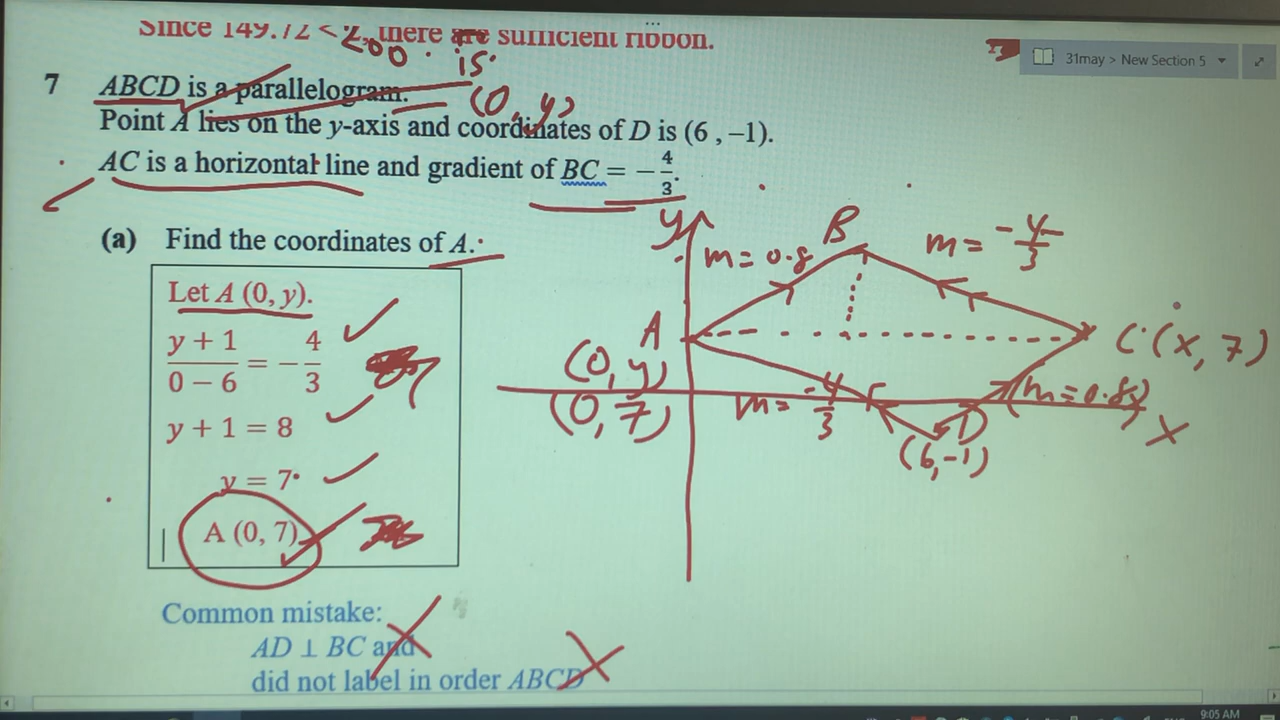 Since 149.72 < 200. there is sufficient ribbon.
31may > New Section 5
7 ABCD is a parallelogram.
(0, y)
Point A lies on the y-axis and coordinates of D is (6 , –1).
AC is a horizontal line and gradient of BC = − 4/3.
(a) Find the coordinates of A.
Let A (0, y).
y + 1 / 0 − 6 = − 4/3
y + 1 = 8
y = 7
A (0, 7)
Common mistake:
AD ⊥ BC and
did not label in order ABCD
y
B
m = 0.8
m = -4/3
A
C (x, 7)
(0, y)
(0, 7)
m = -4/3
(m = 0.8)
D
x
(6, -1)
9:05 AM